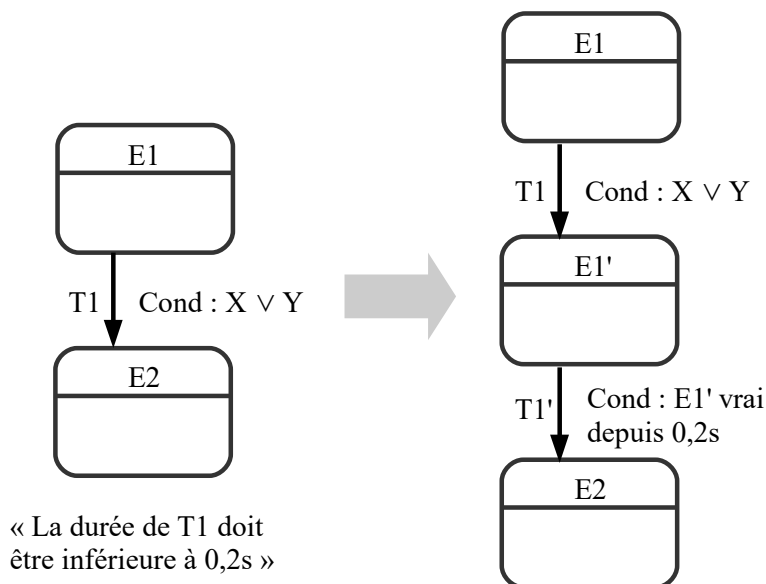 E1
T1 Cond : X ∨ Y
E2
« La durée de T1 doit
être inférieure à 0,2s »
E1
T1 Cond : X ∨ Y
E1'
T1' Cond : E1' vrai
depuis 0,2s
E2